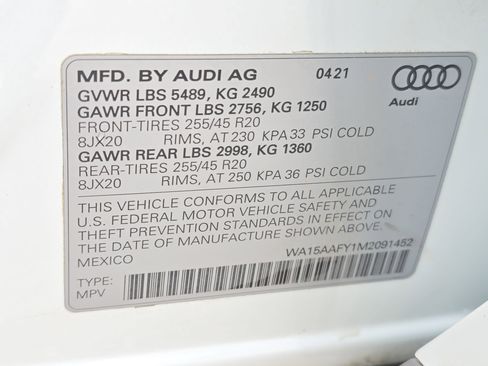 MFD. BY AUDI AG 04 21
GVWR LBS 5489, KG 2490
GAWR FRONT LBS 2756, KG 1250
FRONT-TIRES 255/45 R20
8JX20 RIMS, AT 230 KPA 33 PSI COLD
GAWR REAR LBS 2998, KG 1360
REAR-TIRES 255/45 R20
8JX20 RIMS, AT 250 KPA 36 PSI COLD
Audi
THIS VEHICLE CONFORMS TO ALL APPLICABLE
U.S. FEDERAL MOTOR VEHICLE SAFETY AND
THEFT PREVENTION STANDARDS IN EFFECT ON
THE DATE OF MANUFACTURE SHOWN ABOVE.
MEXICO
WA15AAFY1M2091452
TYPE:
MPV